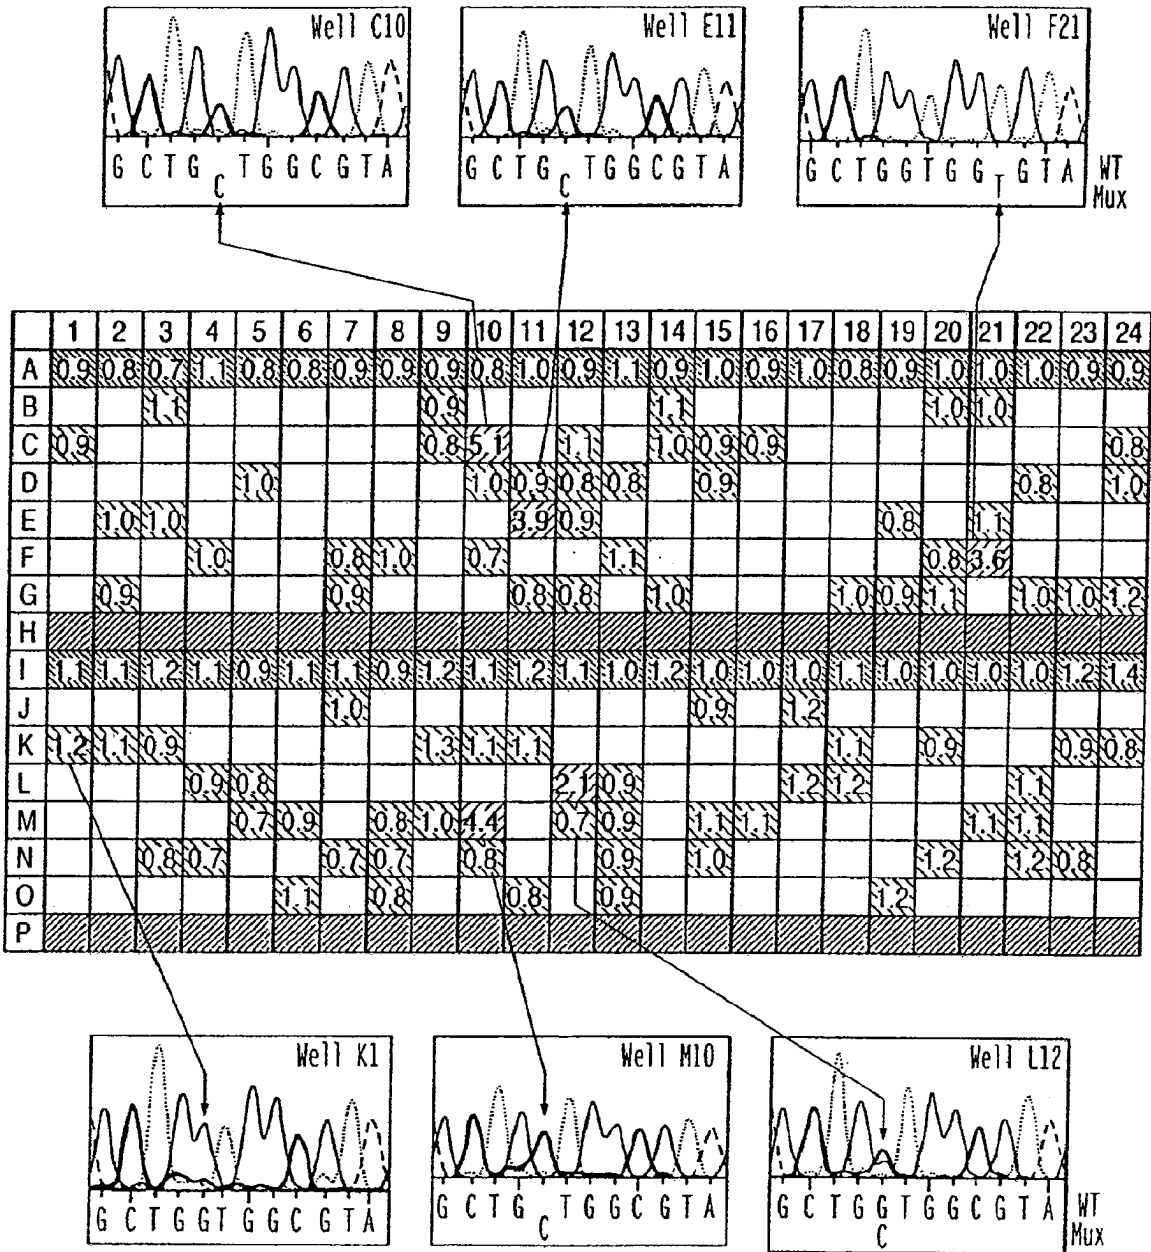 Well C10
G C T G C T G G C G T A
Well E11
G C T G C T G G C G T A
Well F21
G C T G G T G G T G T A
WT
Mux
1 2 3 4 5 6 7 8 9 10 11 12 13 14 15 16 17 18 19 20 21 22 23 24
A 0.9 0.8 0.7 1.1 0.8 0.8 0.9 0.9 0.9 0.8 1.0 0.9 1.1 0.9 1.0 0.9 1.0 0.8 0.9 1.0 1.0 1.0 0.9 0.9
B 1.1 0.9 1.1 1.0 1.0
C 0.9 0.8 5.1 1.1 1.0 0.9 0.9 0.8
D 1.0 1.0 0.9 0.8 0.8 0.9 0.8 1.0
E 1.0 1.0 3.9 0.9 0.8 1.1
F 1.0 0.8 1.0 0.7 1.1 0.8 3.6
G 0.9 0.9 0.8 0.8 1.0 1.0 0.9 1.1 1.0 1.0 1.2
H
I 1.1 1.1 1.2 1.1 0.9 1.1 1.1 0.9 1.2 1.1 1.2 1.1 1.0 1.2 1.0 1.0 1.0 1.1 1.0 1.0 1.0 1.0 1.2 1.4
J 1.0 0.9 1.2
K 1.2 1.1 0.9 1.3 1.1 1.1 1.1 0.9 0.9 0.8
L 0.9 0.8 2.1 0.9 1.2 1.2 1.1
M 0.7 0.9 0.8 1.0 4.4 0.7 0.9 1.1 1.1 1.1 1.1
N 0.8 0.7 0.7 0.7 0.8 0.9 1.0 1.2 1.2 0.8
O 1.1 0.8 0.8 0.9 1.2
P
Well K1
G C T G G T G G C G T A
Well M10
G C T G C T G G C G T A
Well L12
G C T G G T G G C G T A
C
WT
Mux